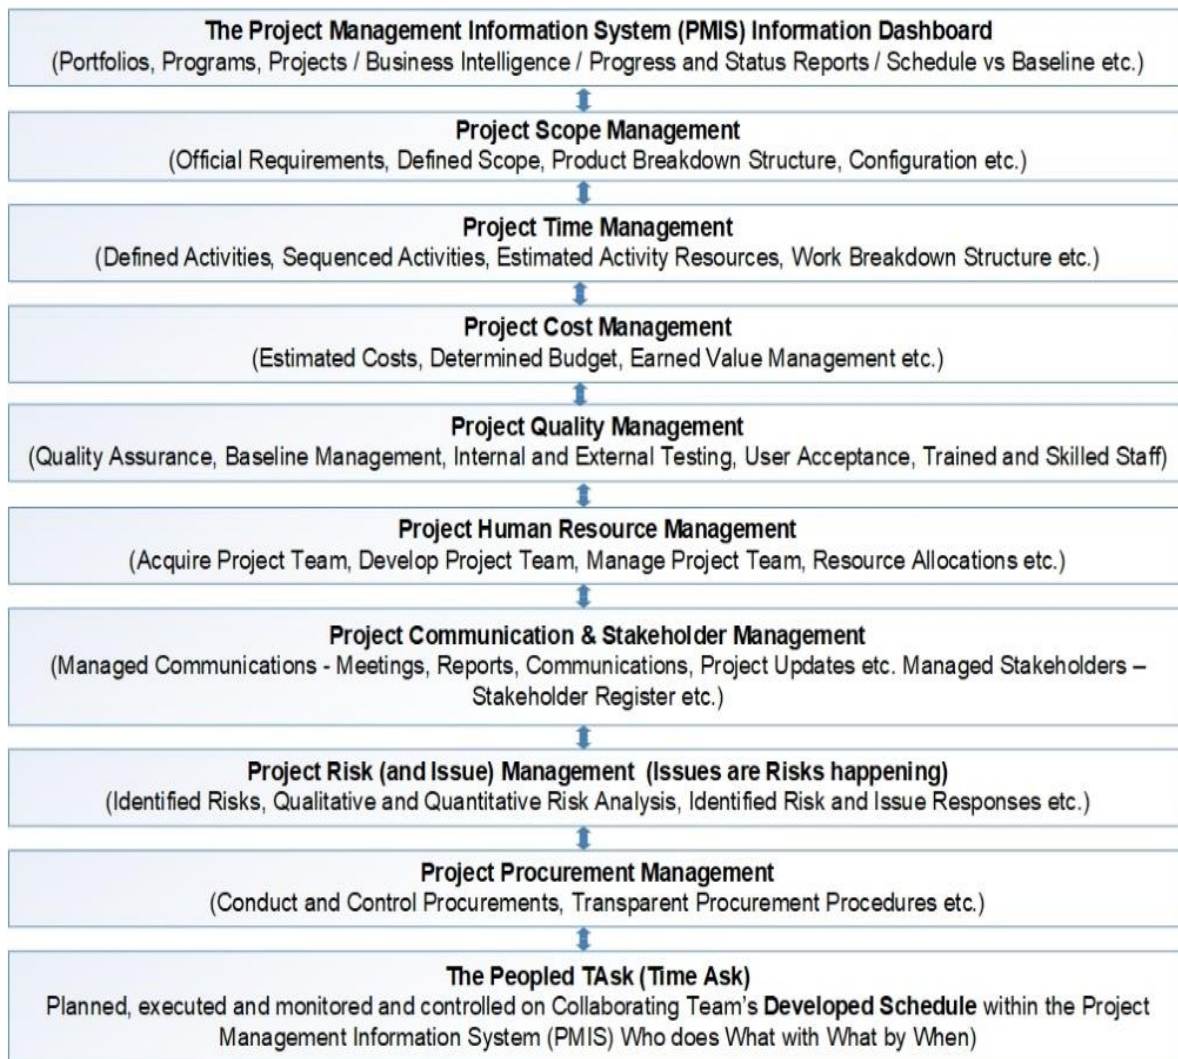 The Project Management Information System (PMIS) Information Dashboard
(Portfolios, Programs, Projects / Business Intelligence / Progress and Status Reports / Schedule vs Baseline etc.)
Project Scope Management
(Official Requirements, Defined Scope, Product Breakdown Structure, Configuration etc.)
Project Time Management
(Defined Activities, Sequenced Activities, Estimated Activity Resources, Work Breakdown Structure etc.)
Project Cost Management
(Estimated Costs, Determined Budget, Earned Value Management etc.)
Project Quality Management
(Quality Assurance, Baseline Management, Internal and External Testing, User Acceptance, Trained and Skilled Staff)
Project Human Resource Management
(Acquire Project Team, Develop Project Team, Manage Project Team, Resource Allocations etc.)
Project Communication & Stakeholder Management
(Managed Communications - Meetings, Reports, Communications, Project Updates etc. Managed Stakeholders –
Stakeholder Register etc.)
Project Risk (and Issue) Management (Issues are Risks happening)
(Identified Risks, Qualitative and Quantitative Risk Analysis, Identified Risk and Issue Responses etc.)
Project Procurement Management
(Conduct and Control Procurements, Transparent Procurement Procedures etc.)
The Peopled TAsk (Time Ask)
Planned, executed and monitored and controlled on Collaborating Team's Developed Schedule within the Project
Management Information System (PMIS) Who does What with What by When)